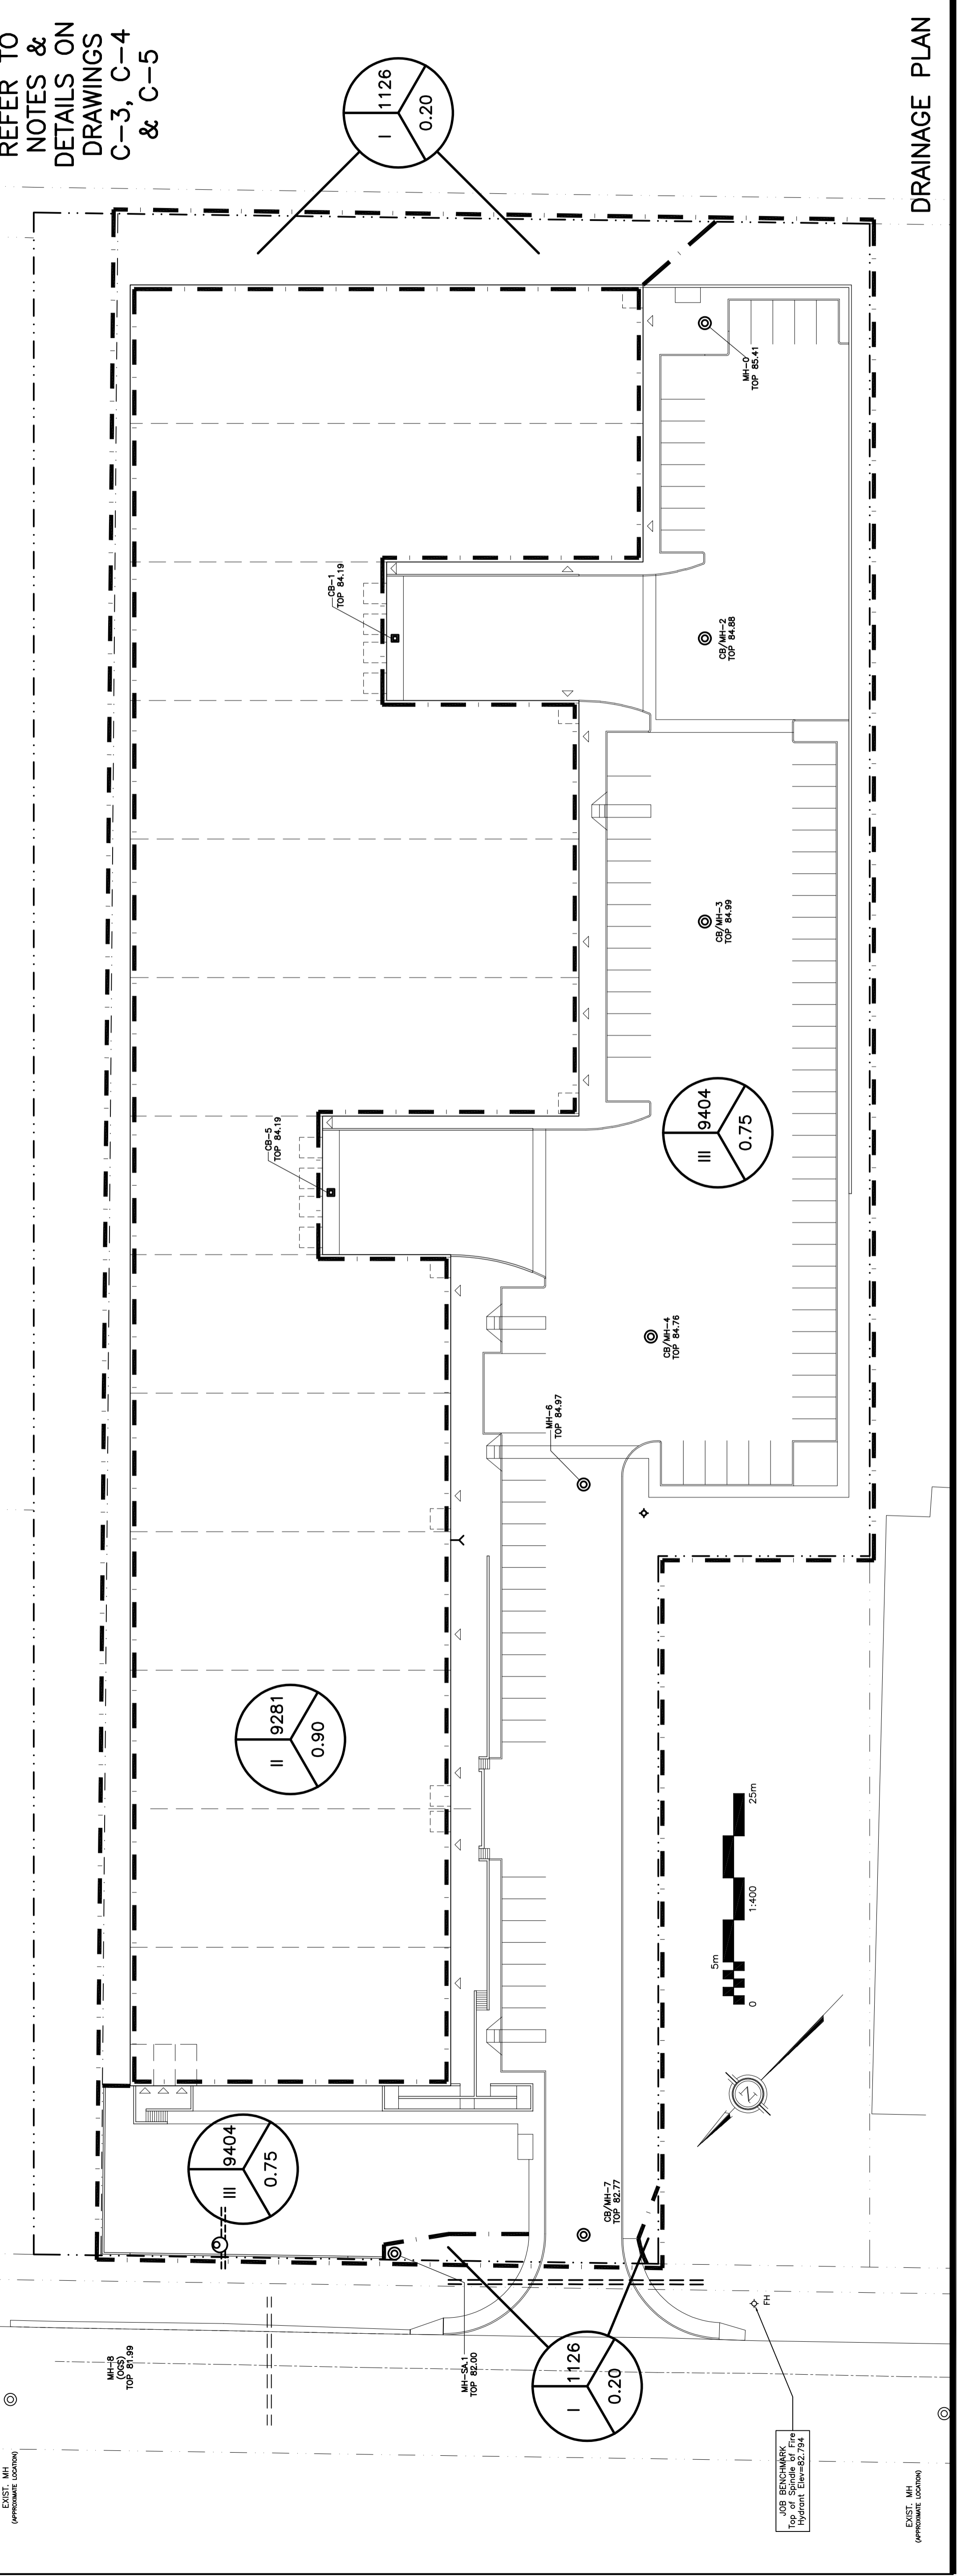 REFER TO
NOTES &
DETAILS ON
DRAWINGS
C-3, C-4
& C-5
I
1126
0.20
DRAINAGE PLAN
MH-0
TOP 85.41
CB-1
TOP 84.19
CB/MH-2
TOP 84.88
CB/MH-3
TOP 84.99
CB-5
TOP 84.19
III
9404
0.75
CB/MH-4
TOP 84.76
MH-6
TOP 84.97
II
9281
0.90
5m
25m
0
1:400
N
III
9404
0.75
CB/MH-7
TOP 82.77
MH-8
(OGS)
TOP 81.99
MH-SA.1
TOP 82.00
FH
I
1126
0.20
EXIST. MH
(APPROXIMATE LOCATION)
JOB BENCHMARK
Top of Spindle of Fire
Hydrant Elev=82.794
EXIST. MH
(APPROXIMATE LOCATION)